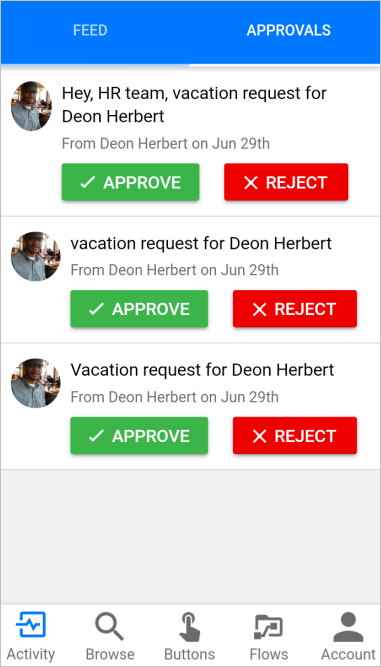 FEED APPROVALS
Hey, HR team, vacation request for
Deon Herbert
From Deon Herbert on Jun 29th
APPROVE REJECT
vacation request for Deon Herbert
From Deon Herbert on Jun 29th
APPROVE REJECT
Vacation request for Deon Herbert
From Deon Herbert on Jun 29th
APPROVE REJECT
Activity Browse Buttons Flows Account